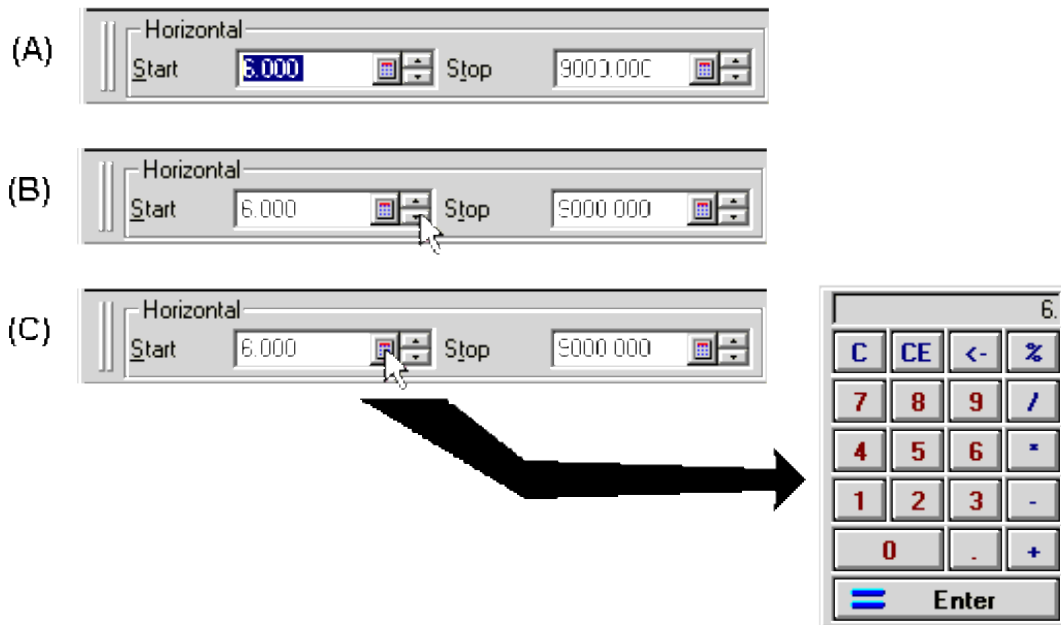 (A)
Horizontal
Start 6.000 Stop 9000.000
(B)
Horizontal
Start 6.000 Stop 9000.000
(C)
Horizontal
Start 6.000 Stop 9000.000
6.
C CE <- %
7 8 9 /
4 5 6 *
1 2 3 -
0 . +
= Enter